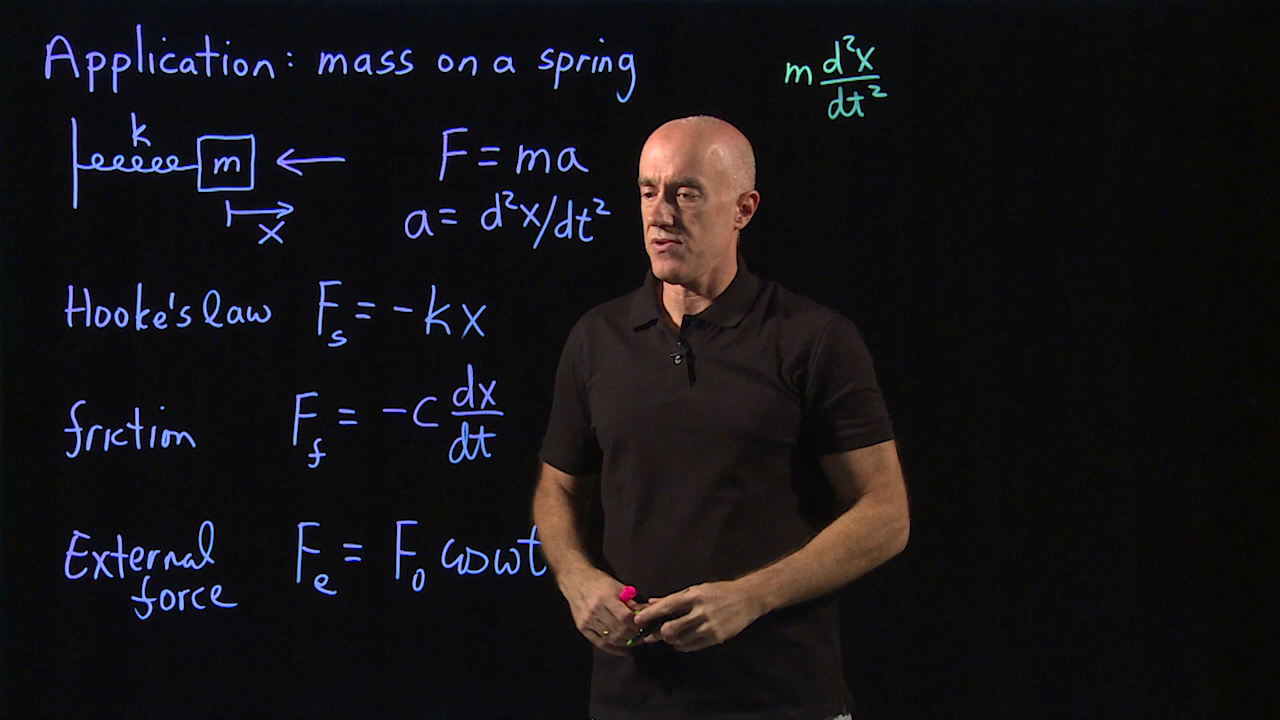 Application: mass on a spring
k
m
x
F = ma
a = d²x/dt²
Hooke's law F_s = -kx
friction F_f = -c dx/dt
External force F_e = F_0 cos ωt
m d²x/dt²